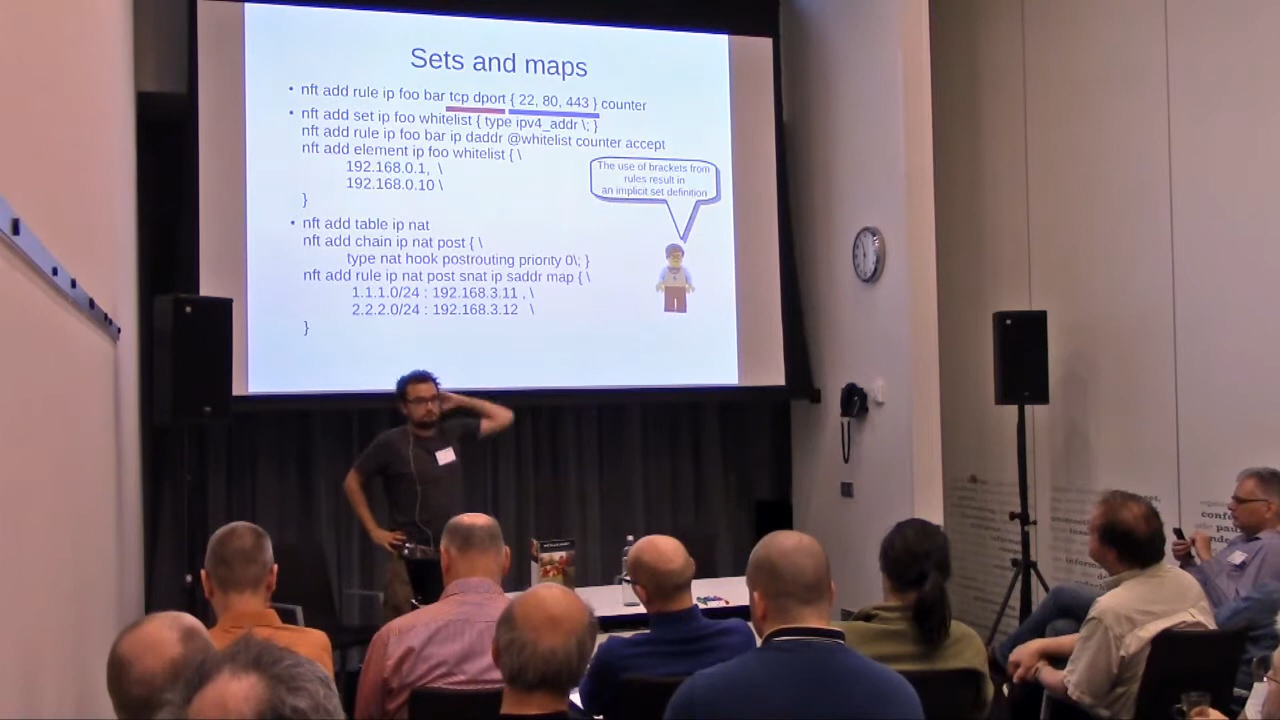 Sets and maps
• nft add rule ip foo bar tcp dport { 22, 80, 443 } counter
• nft add set ip foo whitelist { type ipv4_addr \; }
nft add rule ip foo bar ip daddr @whitelist counter accept
nft add element ip foo whitelist { \
192.168.0.1, \
192.168.0.10 \
}
The use of brackets from
rules result in
an implicit set definition
• nft add table ip nat
nft add chain ip nat post { \
type nat hook postrouting priority 0\; }
nft add rule ip nat post snat ip saddr map { \
1.1.1.0/24 : 192.168.3.11 , \
2.2.2.0/24 : 192.168.3.12 \
}